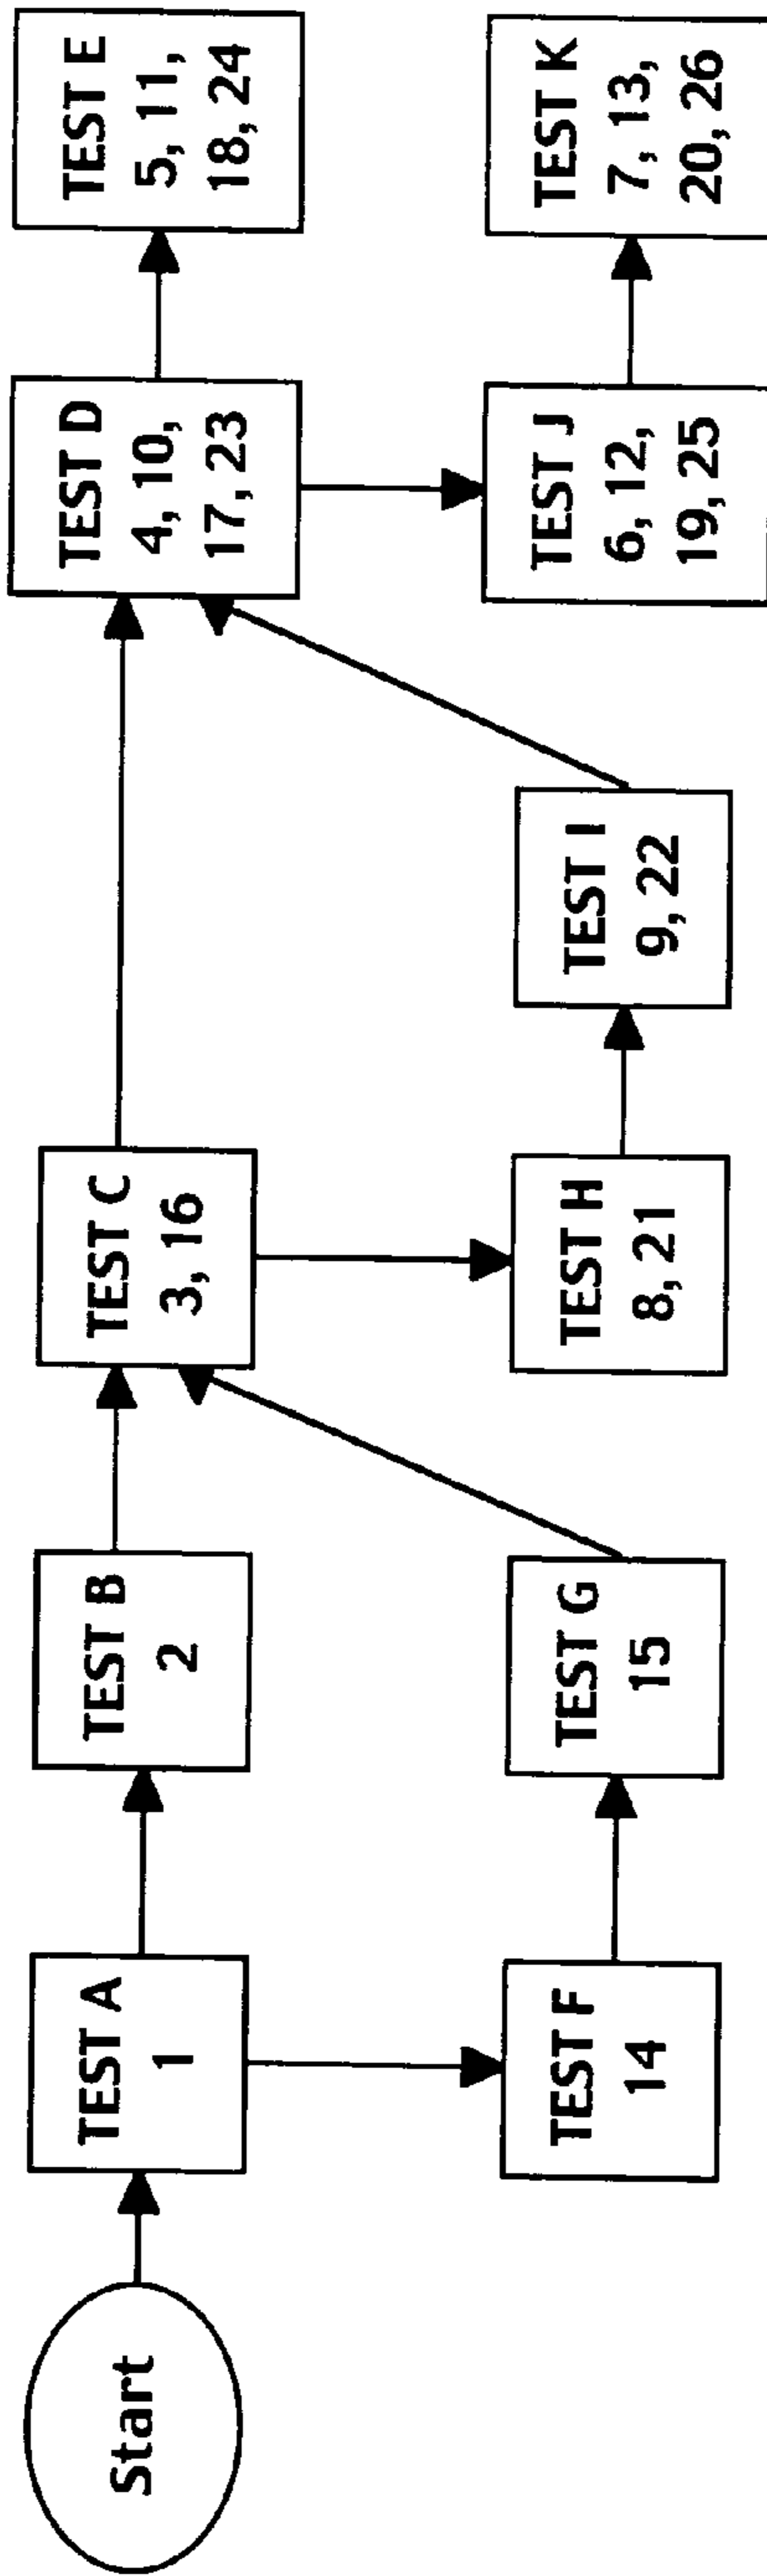 Start
TEST A
1
TEST B
2
TEST C
3, 16
TEST D
4, 10,
17, 23
TEST E
5, 11,
18, 24
TEST F
14
TEST G
15
TEST H
8, 21
TEST I
9, 22
TEST J
6, 12,
19, 25
TEST K
7, 13,
20, 26